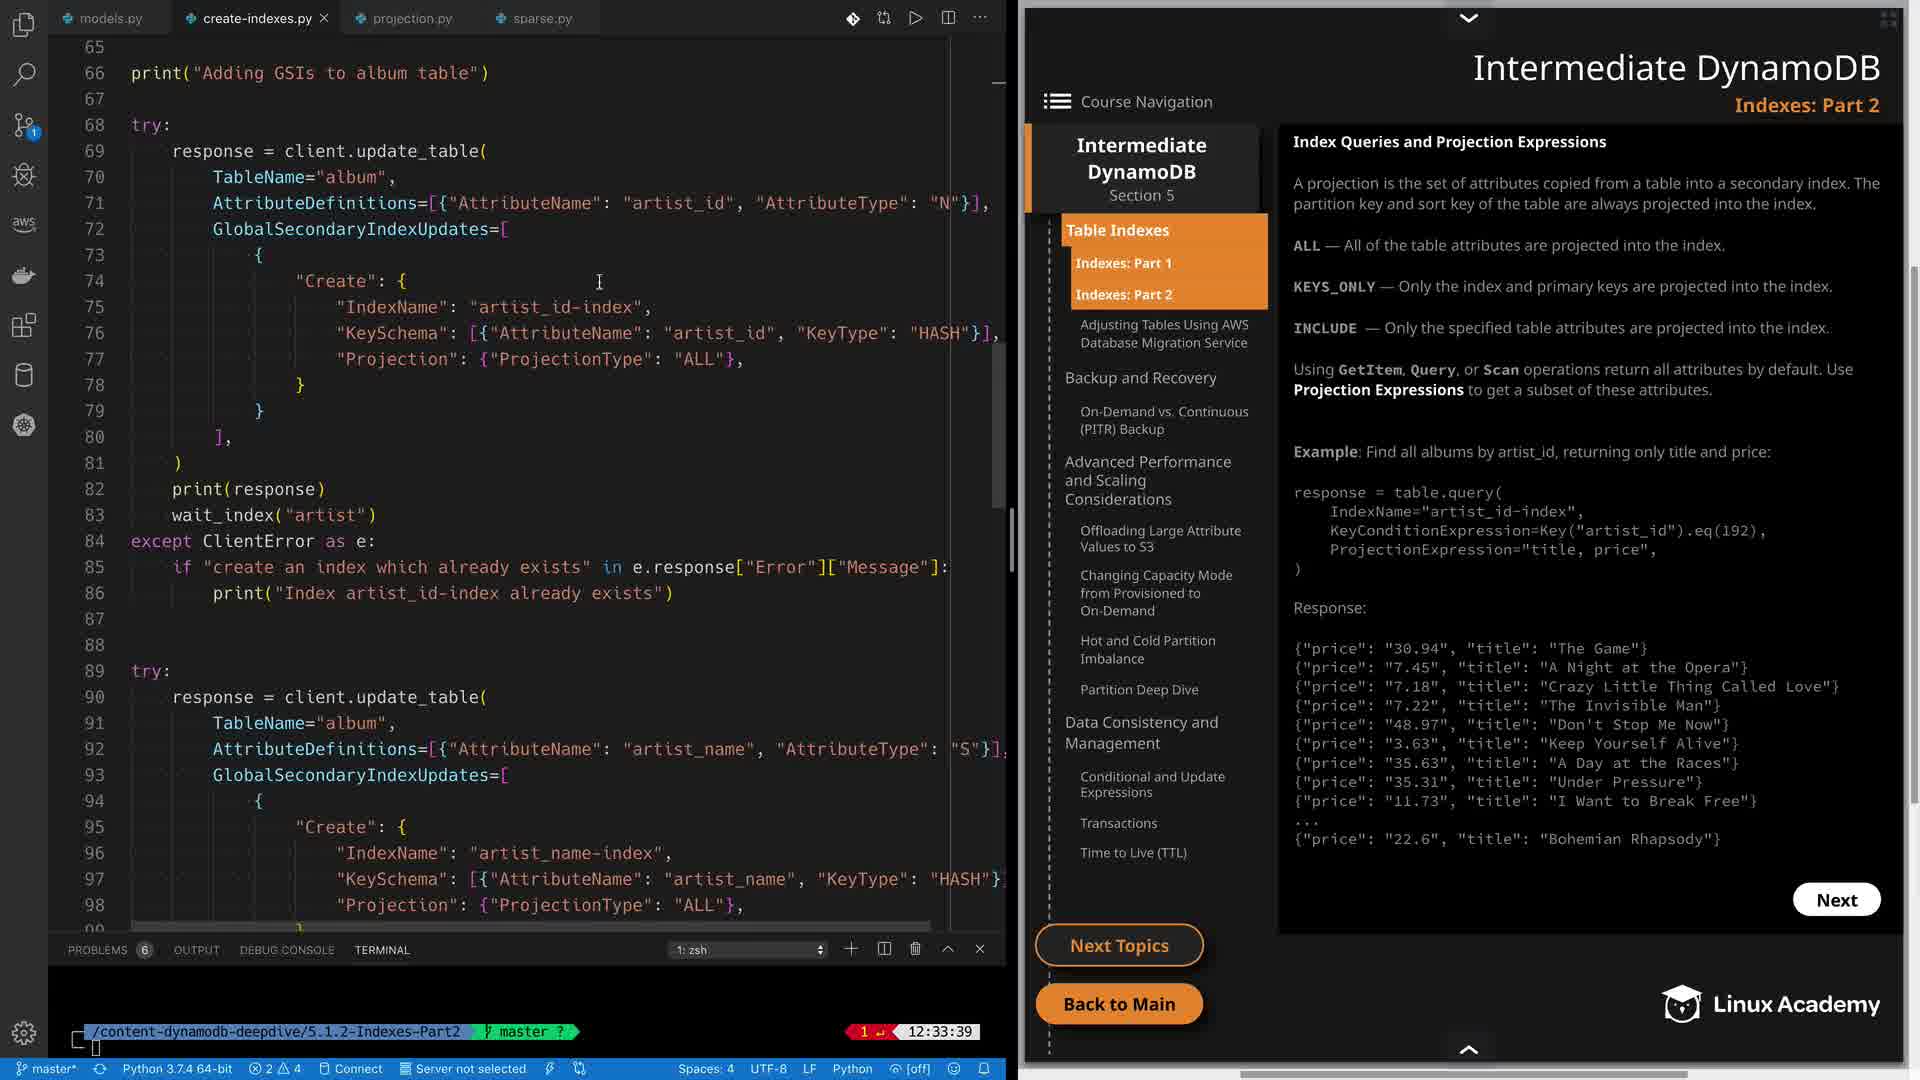 models.py
create-indexes.py
projection.py
sparse.py
65
66 print("Adding GSIs to album table")
67
68 try:
69 response = client.update_table(
70 TableName="album",
71 AttributeDefinitions=[{"AttributeName": "artist_id", "AttributeType": "N"}],
72 GlobalSecondaryIndexUpdates=[
73 {
74 "Create": {
75 "IndexName": "artist_id-index",
76 "KeySchema": [{"AttributeName": "artist_id", "KeyType": "HASH"}],
77 "Projection": {"ProjectionType": "ALL"},
78 }
79 }
80 ],
81 )
82 print(response)
83 wait_index("artist")
84 except ClientError as e:
85 if "create an index which already exists" in e.response["Error"]["Message"]:
86 print("Index artist_id-index already exists")
87
88
89 try:
90 response = client.update_table(
91 TableName="album",
92 AttributeDefinitions=[{"AttributeName": "artist_name", "AttributeType": "S"}],
93 GlobalSecondaryIndexUpdates=[
94 {
95 "Create": {
96 "IndexName": "artist_name-index",
97 "KeySchema": [{"AttributeName": "artist_name", "KeyType": "HASH"}
98 "Projection": {"ProjectionType": "ALL"},
99 }
1
aws
PROBLEMS 6 OUTPUT DEBUG CONSOLE TERMINAL 1: zsh
/content-dynamodb-deepdive/5.1.2-Indexes-Part2 master ? 1 ↵ 12:33:39
master* Python 3.7.4 64-bit 2 4 Connect Server not selected Spaces: 4 UTF-8 LF Python [off]
Intermediate DynamoDB
Indexes: Part 2
Course Navigation
Intermediate
DynamoDB
Section 5
Table Indexes
Indexes: Part 1
Indexes: Part 2
Adjusting Tables Using AWS
Database Migration Service
Backup and Recovery
On-Demand vs. Continuous
(PITR) Backup
Advanced Performance
and Scaling
Considerations
Offloading Large Attribute
Values to S3
Changing Capacity Mode
from Provisioned to
On-Demand
Hot and Cold Partition
Imbalance
Partition Deep Dive
Data Consistency and
Management
Conditional and Update
Expressions
Transactions
Time to Live (TTL)
Next Topics
Back to Main
Index Queries and Projection Expressions
A projection is the set of attributes copied from a table into a secondary index. The
partition key and sort key of the table are always projected into the index.
ALL — All of the table attributes are projected into the index.
KEYS_ONLY — Only the index and primary keys are projected into the index.
INCLUDE — Only the specified table attributes are projected into the index.
Using GetItem, Query, or Scan operations return all attributes by default. Use
Projection Expressions to get a subset of these attributes.
Example: Find all albums by artist_id, returning only title and price:
response = table.query(
IndexName="artist_id-index",
KeyConditionExpression=Key("artist_id").eq(192),
ProjectionExpression="title, price",
)
Response:
{"price": "30.94", "title": "The Game"}
{"price": "7.45", "title": "A Night at the Opera"}
{"price": "7.18", "title": "Crazy Little Thing Called Love"}
{"price": "7.22", "title": "The Invisible Man"}
{"price": "48.97", "title": "Don't Stop Me Now"}
{"price": "3.63", "title": "Keep Yourself Alive"}
{"price": "35.63", "title": "A Day at the Races"}
{"price": "35.31", "title": "Under Pressure"}
{"price": "11.73", "title": "I Want to Break Free"}
...
{"price": "22.6", "title": "Bohemian Rhapsody"}
Next
Linux Academy